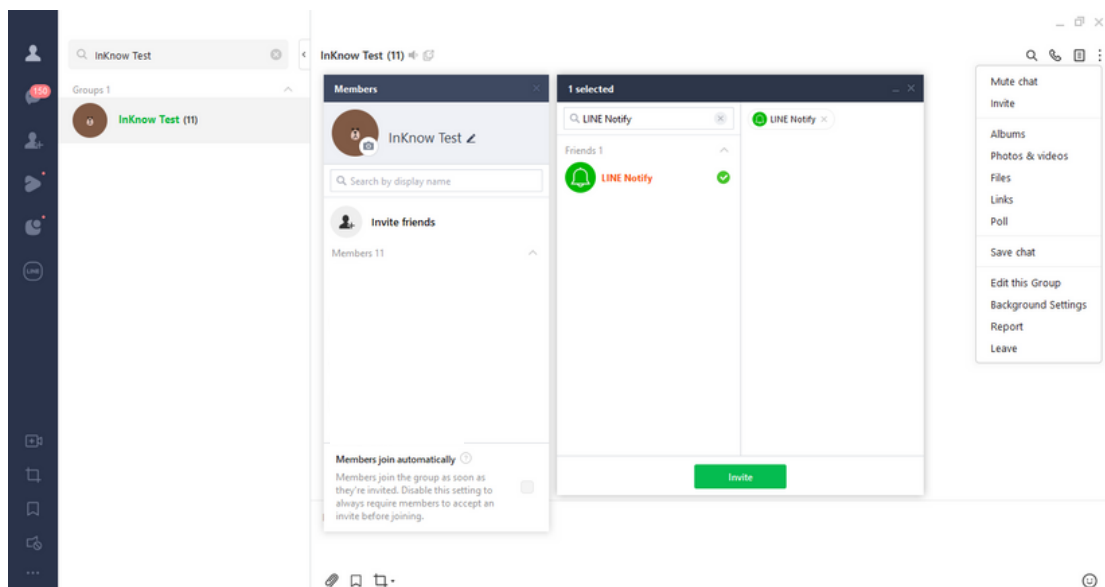 InKnow Test
Groups 1
InKnow Test (11)
150
LINE
InKnow Test (11)
Members
InKnow Test
Search by display name
Invite friends
Members 11
Members join automatically ?
Members join the group as soon as
they're invited. Disable this setting to
always require members to accept an
invite before joining.
1 selected
LINE Notify
LINE Notify
Friends 1
LINE Notify
Invite
Mute chat
Invite
Albums
Photos & videos
Files
Links
Poll
Save chat
Edit this Group
Background Settings
Report
Leave